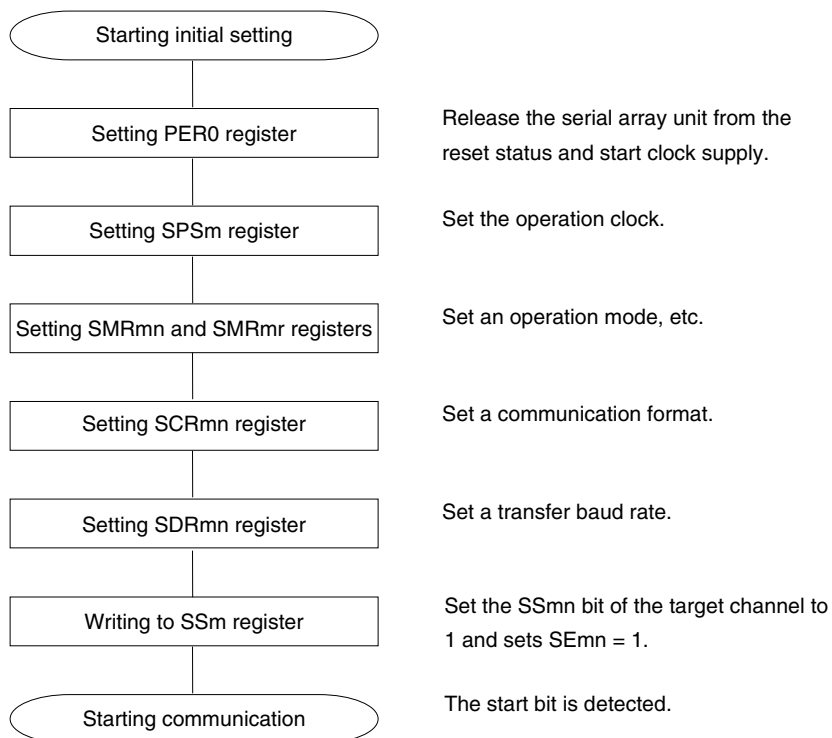 Starting initial setting
Setting PER0 register
Release the serial array unit from the
reset status and start clock supply.
Setting SPSm register
Set the operation clock.
Setting SMRmn and SMRmr registers
Set an operation mode, etc.
Setting SCRmn register
Set a communication format.
Setting SDRmn register
Set a transfer baud rate.
Writing to SSm register
Set the SSmn bit of the target channel to
1 and sets SEmn = 1.
Starting communication
The start bit is detected.